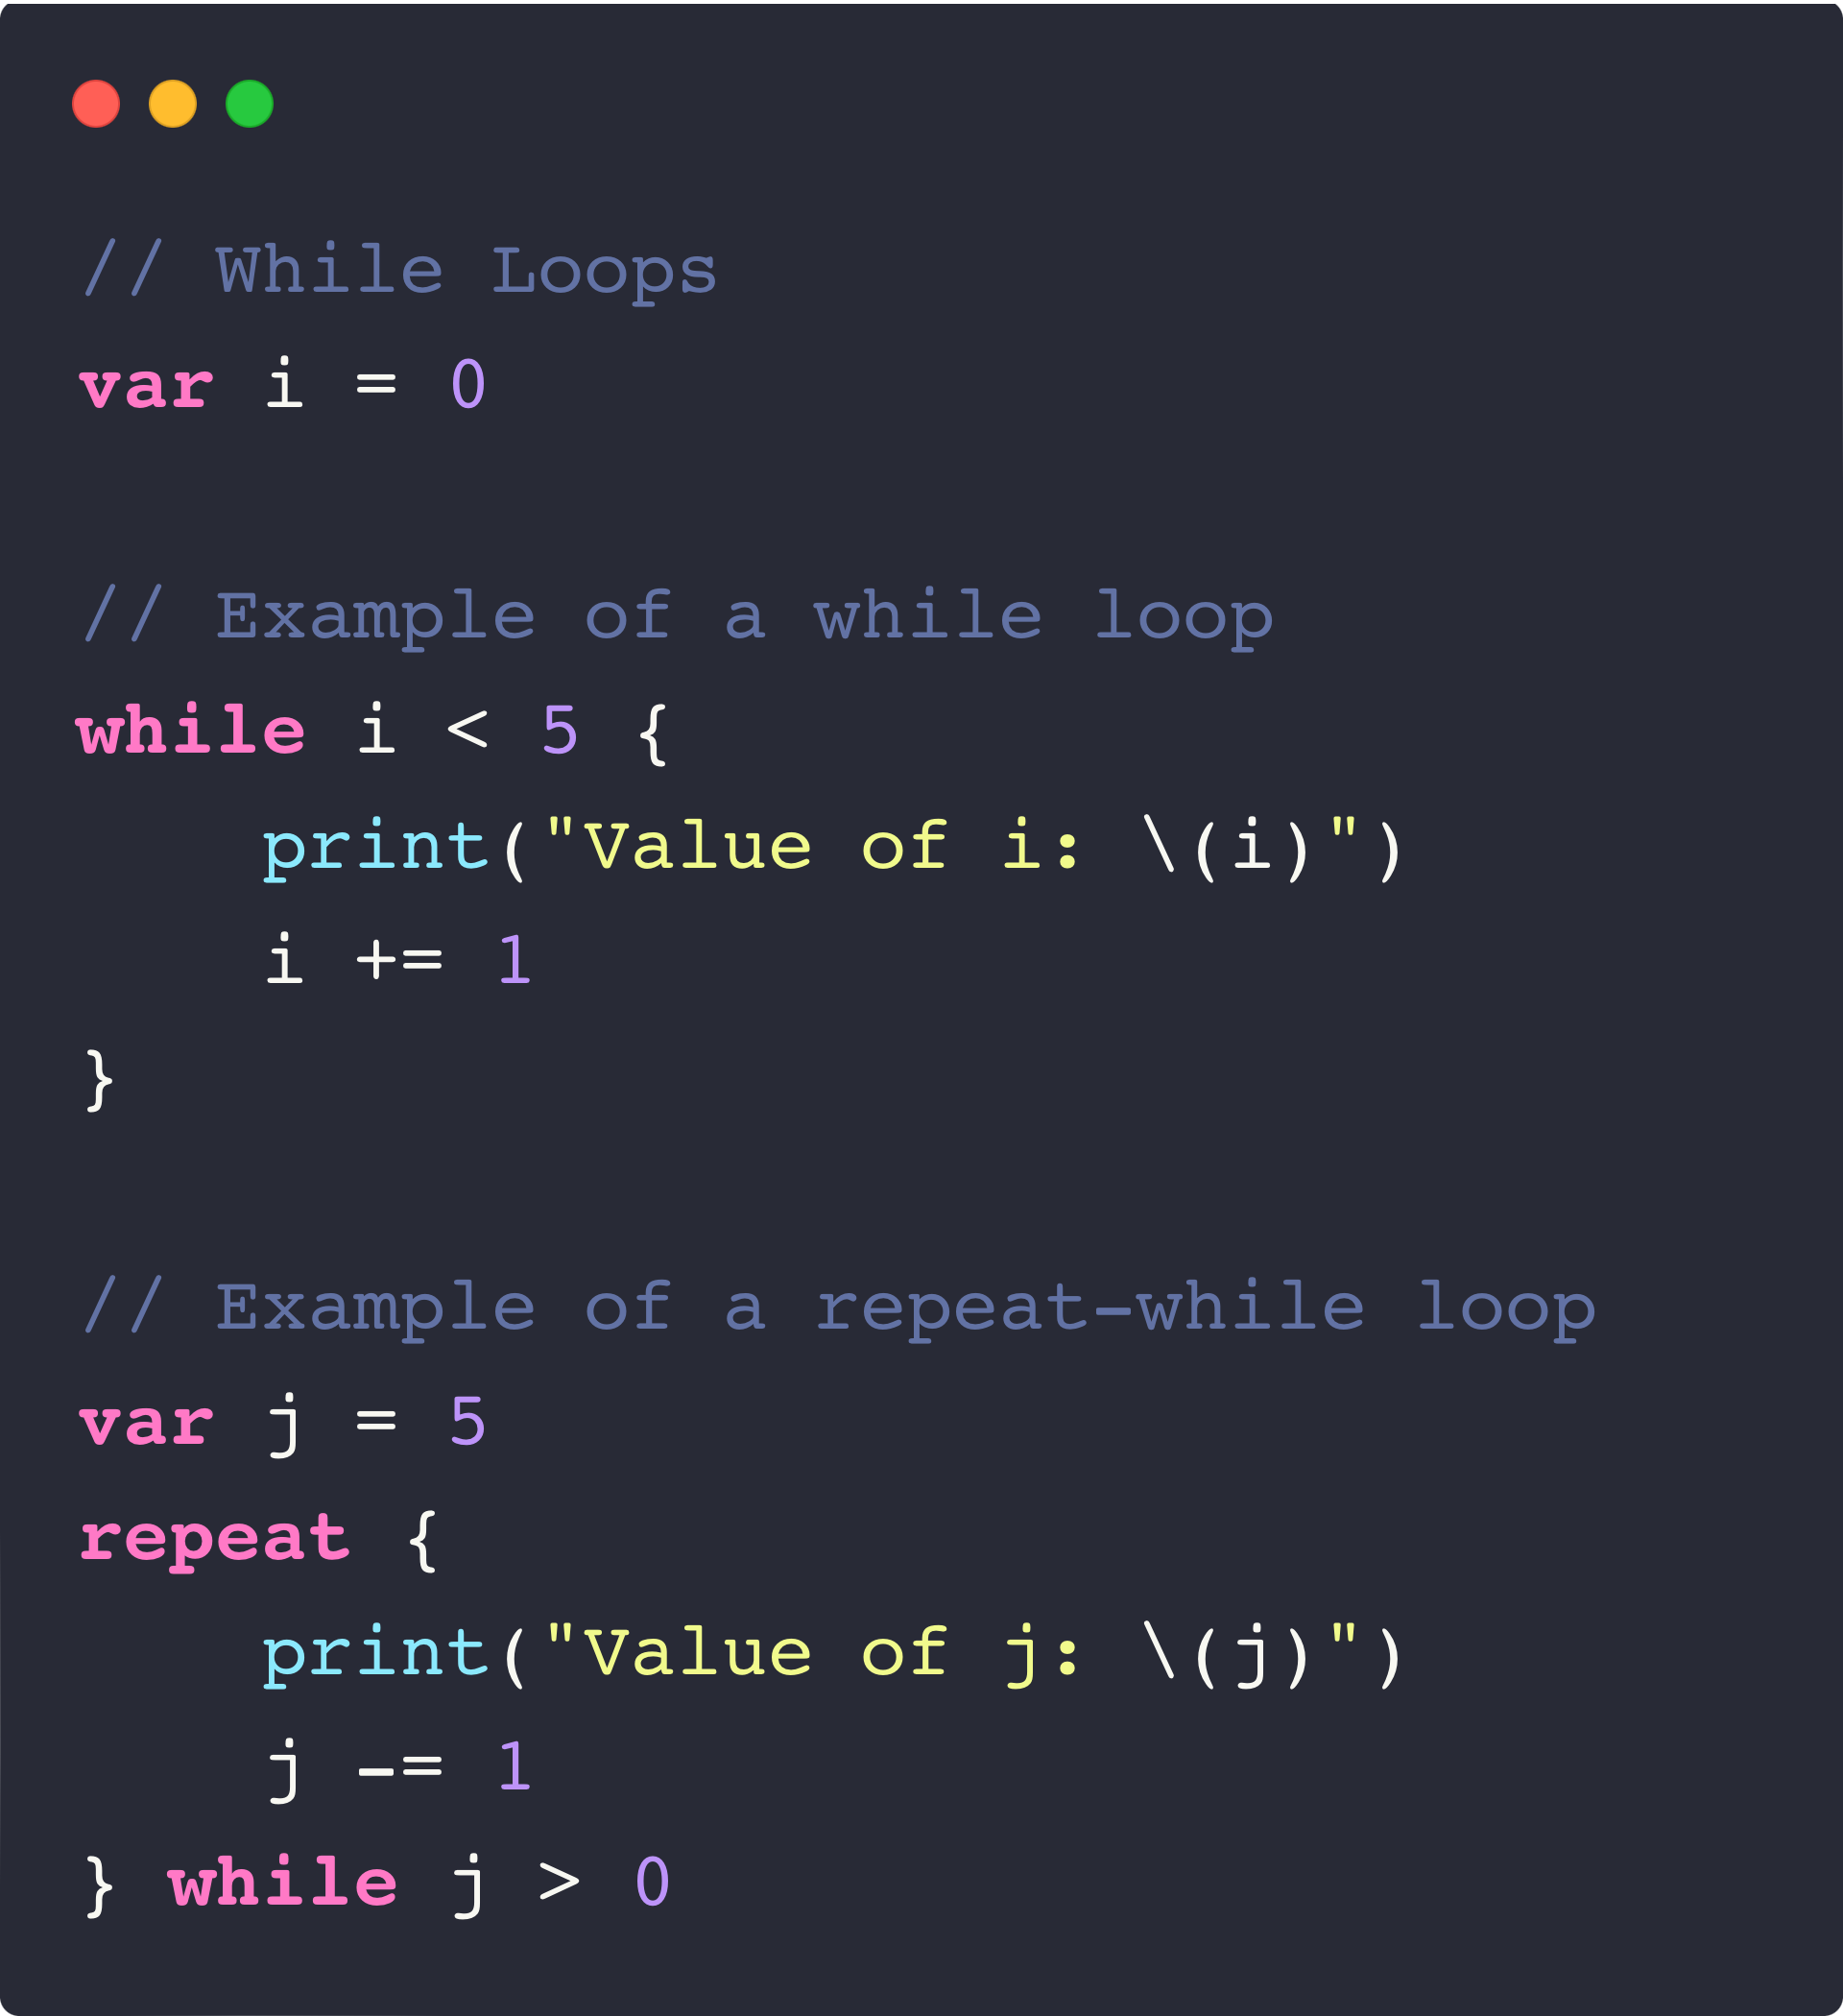 // While Loops
var i = 0
// Example of a while loop
while i < 5 {
    print("Value of i: \(i)")
    i += 1
}
// Example of a repeat-while loop
var j = 5
repeat {
    print("Value of j: \(j)")
    j -= 1
} while j > 0